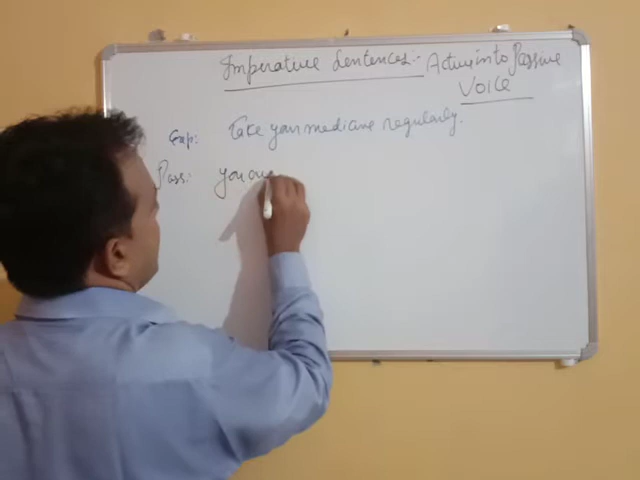 Imperative Sentences:- Active into Passive
Voice
Exp: Take your medicine regularly.
Pass: You are